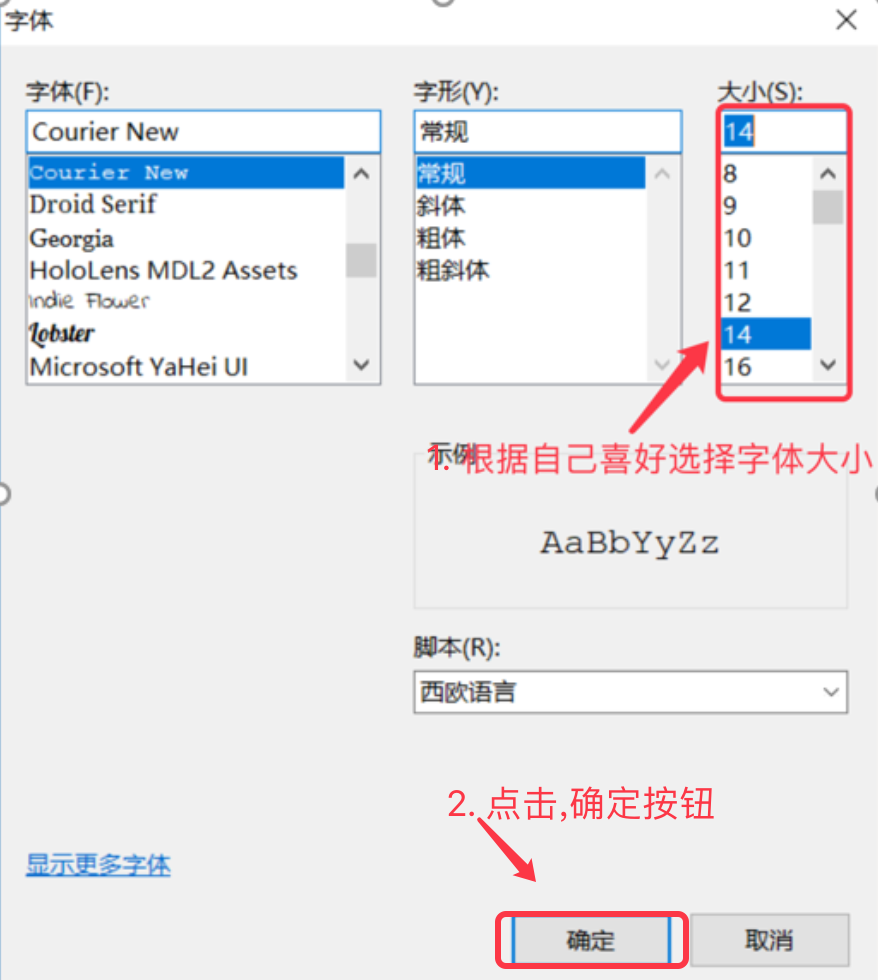 字体
字体(F):
Courier New
Courier New
Droid Serif
Georgia
HoloLens MDL2 Assets
Indie Flower
Lobster
Microsoft YaHei UI
字形(Y):
常规
常规
斜体
粗体
粗斜体
大小(S):
14
8
9
10
11
12
14
16
示例
1. 根据自己喜好选择字体大小
AaBbYyZz
脚本(R):
西欧语言
2. 点击,确定按钮
显示更多字体
确定
取消